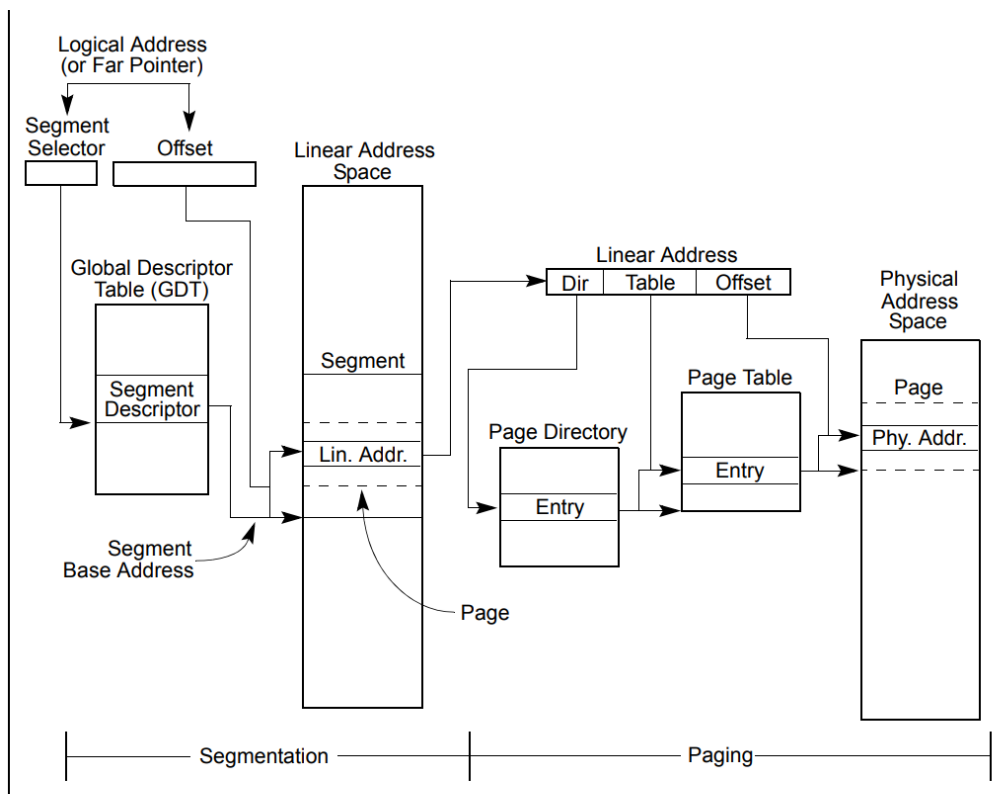 Logical Address
(or Far Pointer)
Segment
Selector
Offset
Linear Address
Space
Global Descriptor
Table (GDT)
Segment
Descriptor
Segment
Lin. Addr.
Segment
Base Address
Page
Linear Address
Dir
Table
Offset
Page Directory
Entry
Page Table
Entry
Physical
Address
Space
Page
Phy. Addr.
Segmentation
Paging